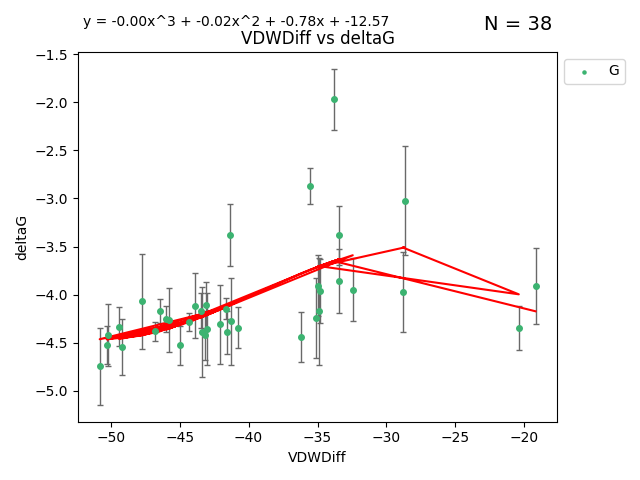 y = -0.00x^3 + -0.02x^2 + -0.78x + -12.57
N = 38
VDWDiff vs deltaG
G
−1.5
−2.0
−2.5
−3.0
−3.5
−4.0
−4.5
−5.0
deltaG
−50 −45 −40 −35 −30 −25 −20
VDWDiff